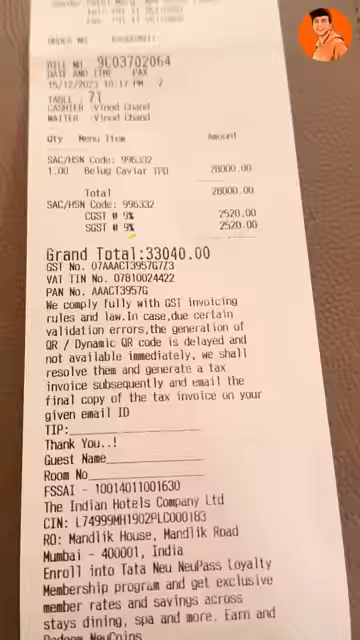 ORDER NO
BILL NO. 9C03702064
DATE AND TIME PAX
15/12/2023 10:17 PM 2
TABLE : 71
CASHIER :Vinod Chand
WAITER :Vinod Chand
Qty Menu Item Amount
SAC/HSN Code: 996332
1.00 Belug Caviar TPD 28000.00
Total 28000.00
SAC/HSN Code: 996332
CGST @ 9% 2520.00
SGST @ 9% 2520.00
Grand Total:33040.00
GST No. 07AAACT3957G7Z3
VAT TIN No. 07810024422
PAN No. AAACT3957G
We comply fully with GST invoicing
rules and law.In case,due certain
validation errors,the generation of
QR / Dynamic QR code is delayed and
not available immediately, we shall
resolve them and generate a tax
invoice subsequently and email the
final copy of the tax invoice on your
given email ID
TIP:
Thank You..!
Guest Name
Room No
FSSAI - 10014011001630
The Indian Hotels Company Ltd
CIN: L74999MH1902PLC000183
RO: Mandlik House, Mandlik Road
Mumbai - 400001, India
Enroll into Tata Neu NeuPass Loyalty
Membership program and get exclusive
member rates and savings across
stays dining, spa and more. Earn and
Redeem NeuCoins